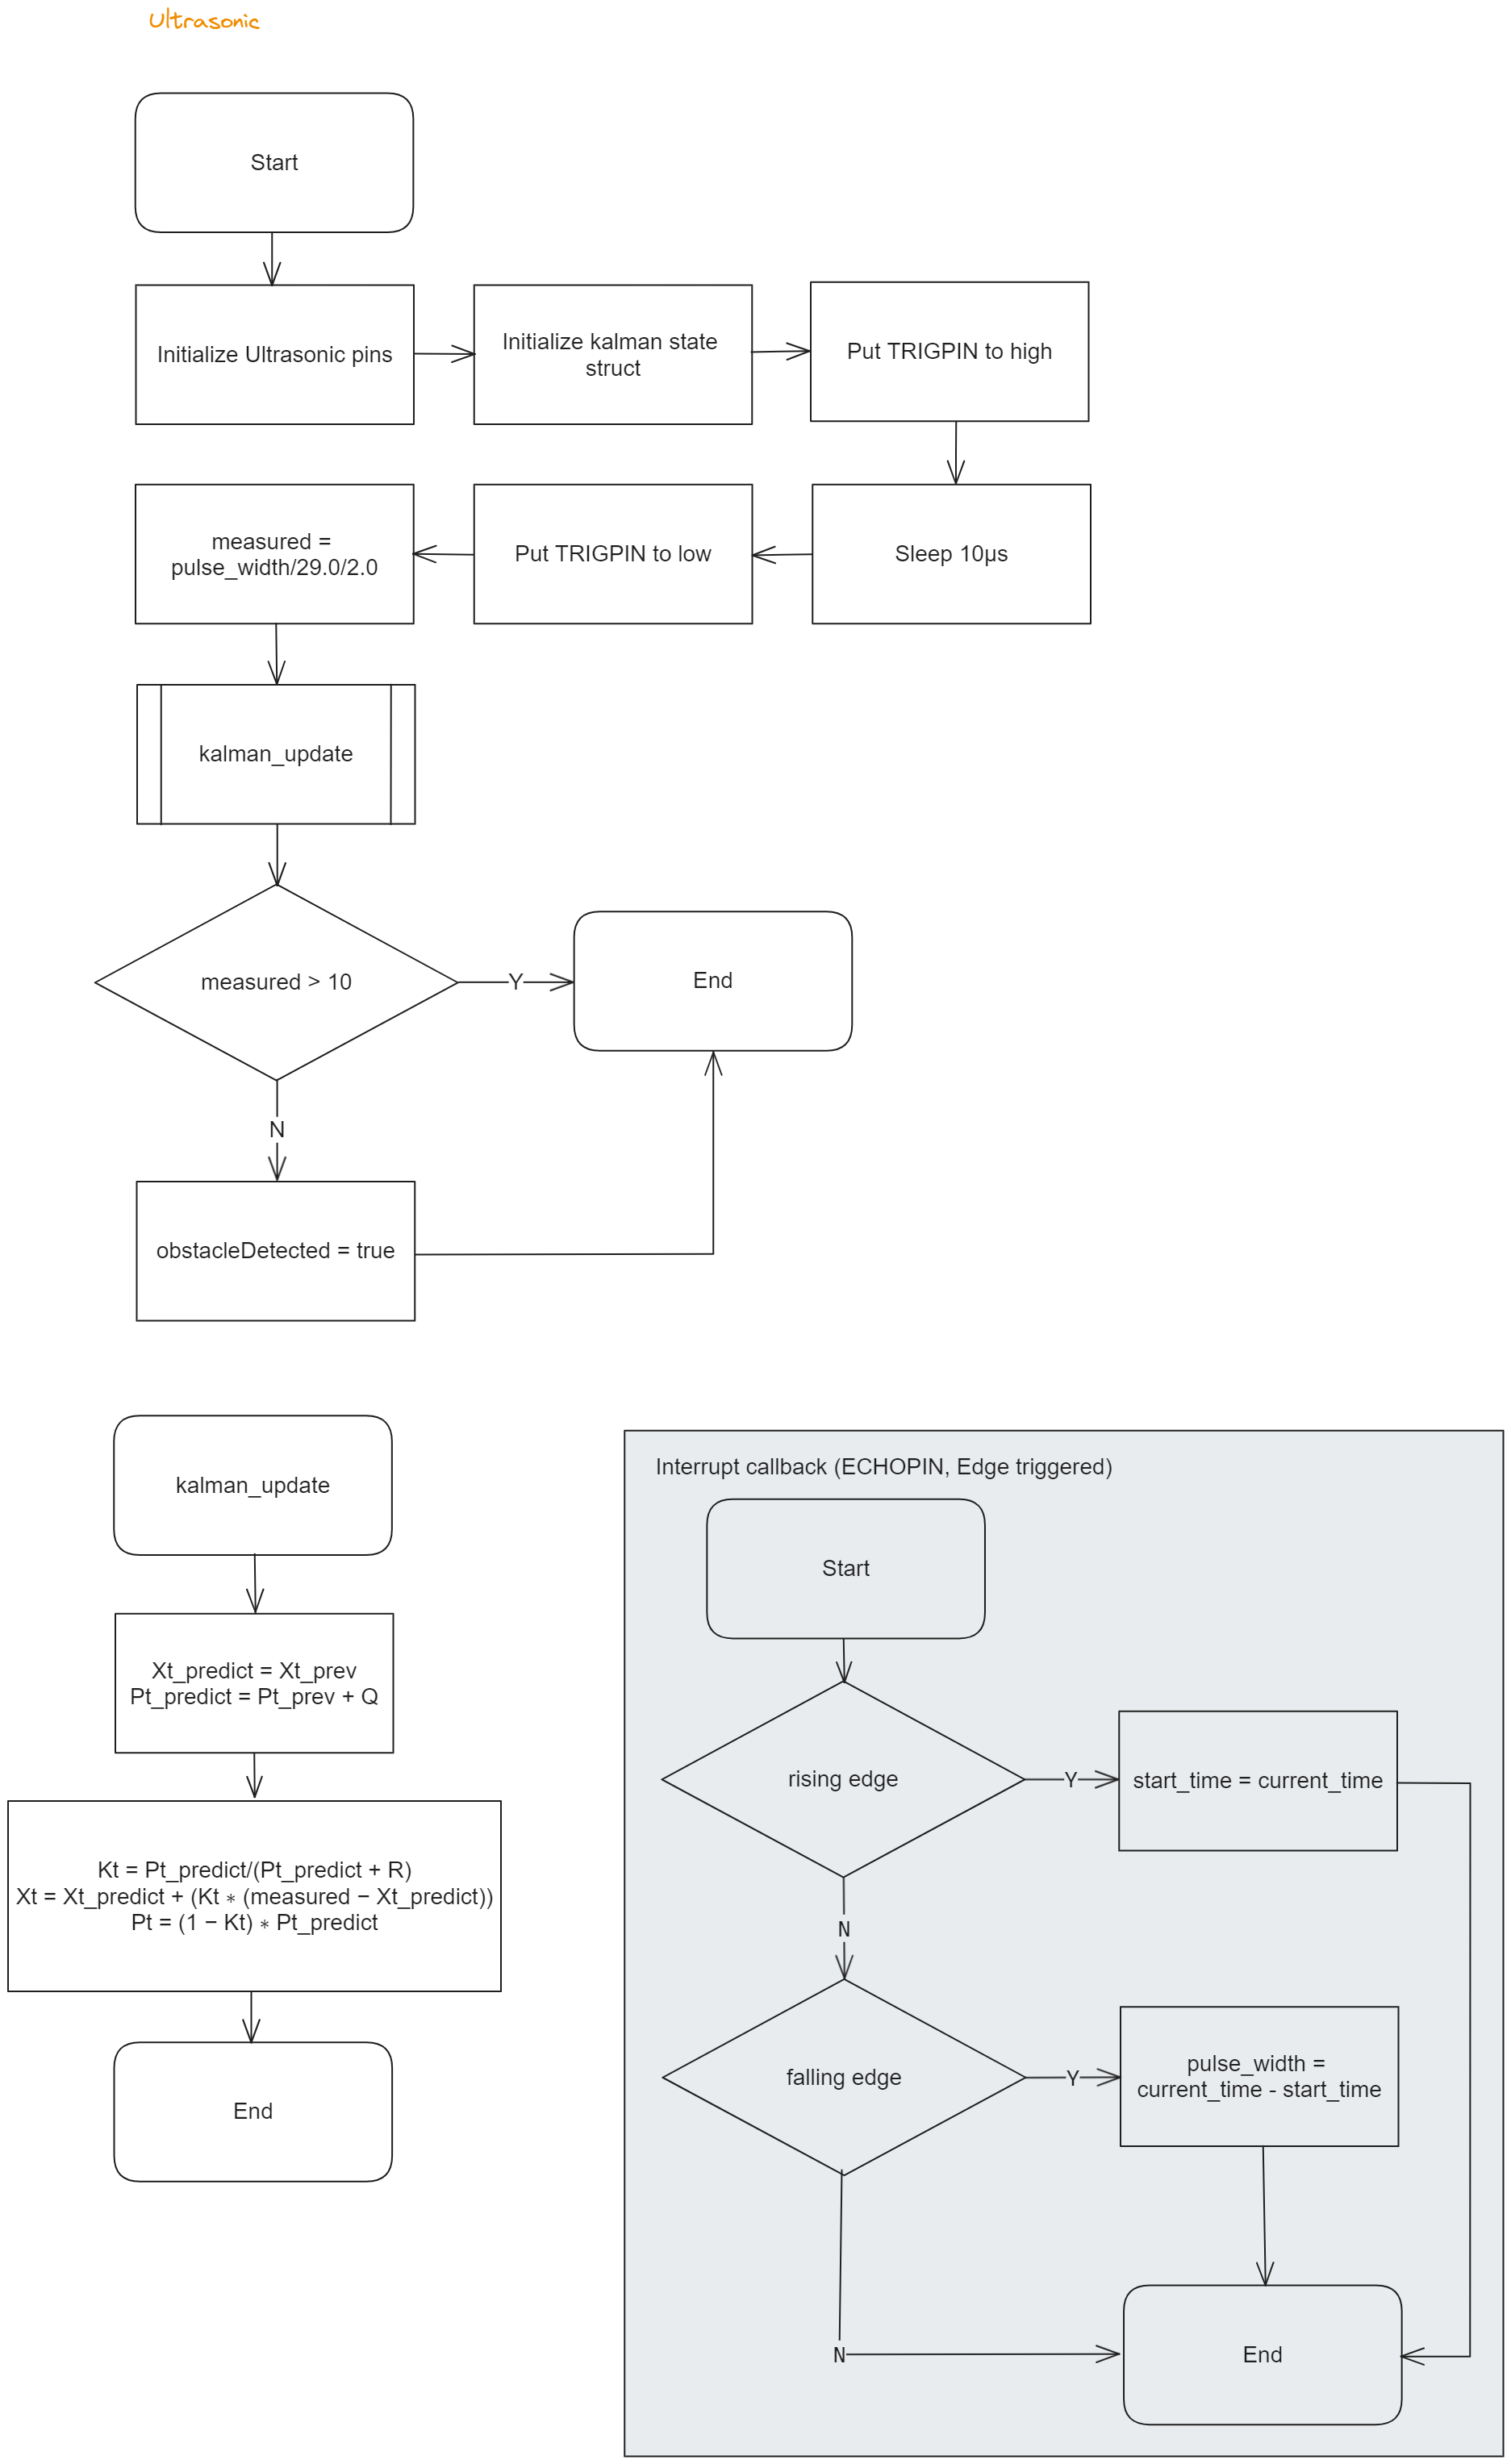 Ultrasonic
Start
Initialize Ultrasonic pins
Initialize kalman state
struct
Put TRIGPIN to high
Sleep 10µs
Put TRIGPIN to low
measured =
pulse_width/29.0/2.0
kalman_update
measured > 10
Y
End
N
obstacleDetected = true
kalman_update
Xt_predict = Xt_prev
Pt_predict = Pt_prev + Q
Kt = Pt_predict/(Pt_predict + R)
Xt = Xt_predict + (Kt ∗ (measured − Xt_predict))
Pt = (1 − Kt) ∗ Pt_predict
End
Interrupt callback (ECHOPIN, Edge triggered)
Start
rising edge
Y
start_time = current_time
N
falling edge
Y
pulse_width =
current_time - start_time
N
End